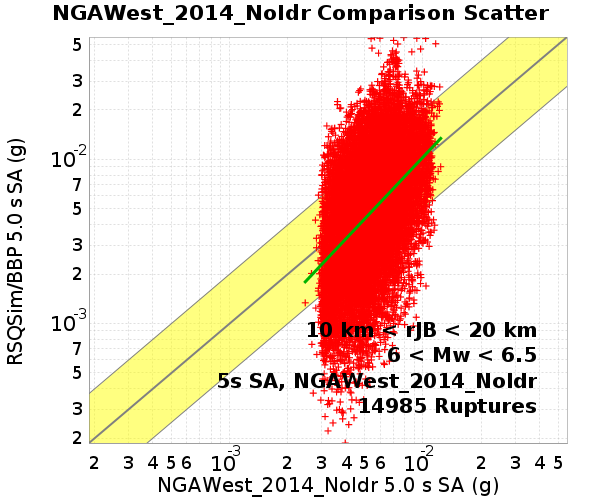 NGAWest_2014_NoIdr Comparison Scatter
RSQSim/BBP 5.0 s SA (g)
5
3
2
10-2
7
5
3
2
10-3
7
5
3
2
10 km < rJB < 20 km
6 < Mw < 6.5
5s SA, NGAWest_2014_NoIdr
14985 Ruptures
2 3 4 5 6 10-3 2 3 4 5 6 10-2 2 3 4 5
NGAWest_2014_NoIdr 5.0 s SA (g)